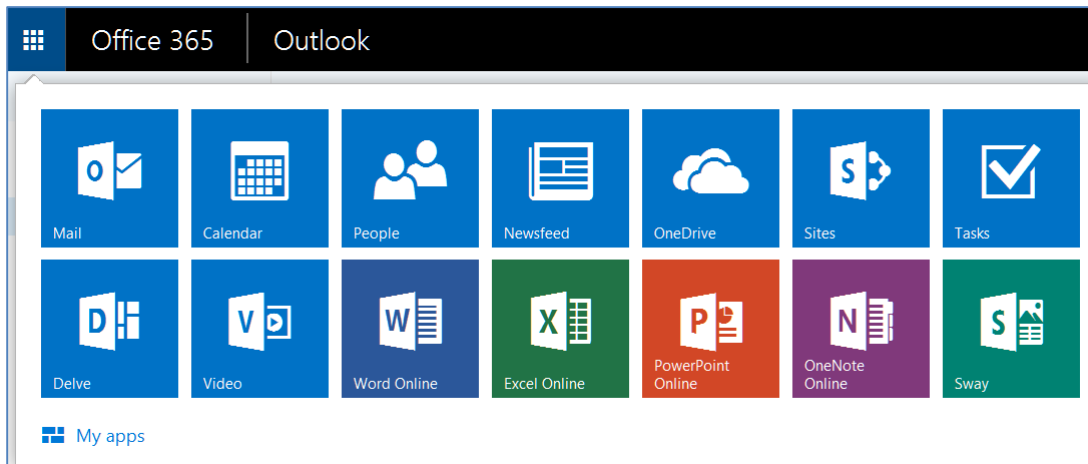 Office 365
Outlook
Mail
Calendar
People
Newsfeed
OneDrive
Sites
Tasks
Delve
Video
Word Online
Excel Online
PowerPoint
Online
OneNote
Online
Sway
My apps